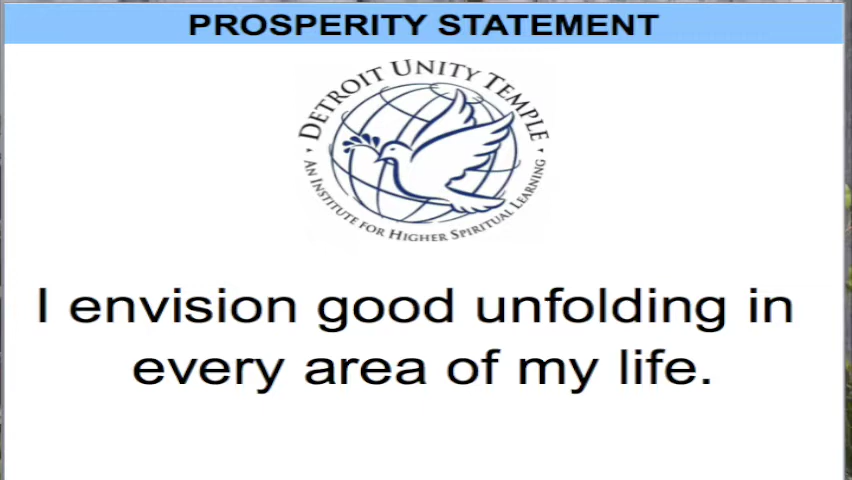 PROSPERITY STATEMENT
DETROIT UNITY TEMPLE
AN INSTITUTE FOR HIGHER SPIRITUAL LEARNING
I envision good unfolding in
every area of my life.